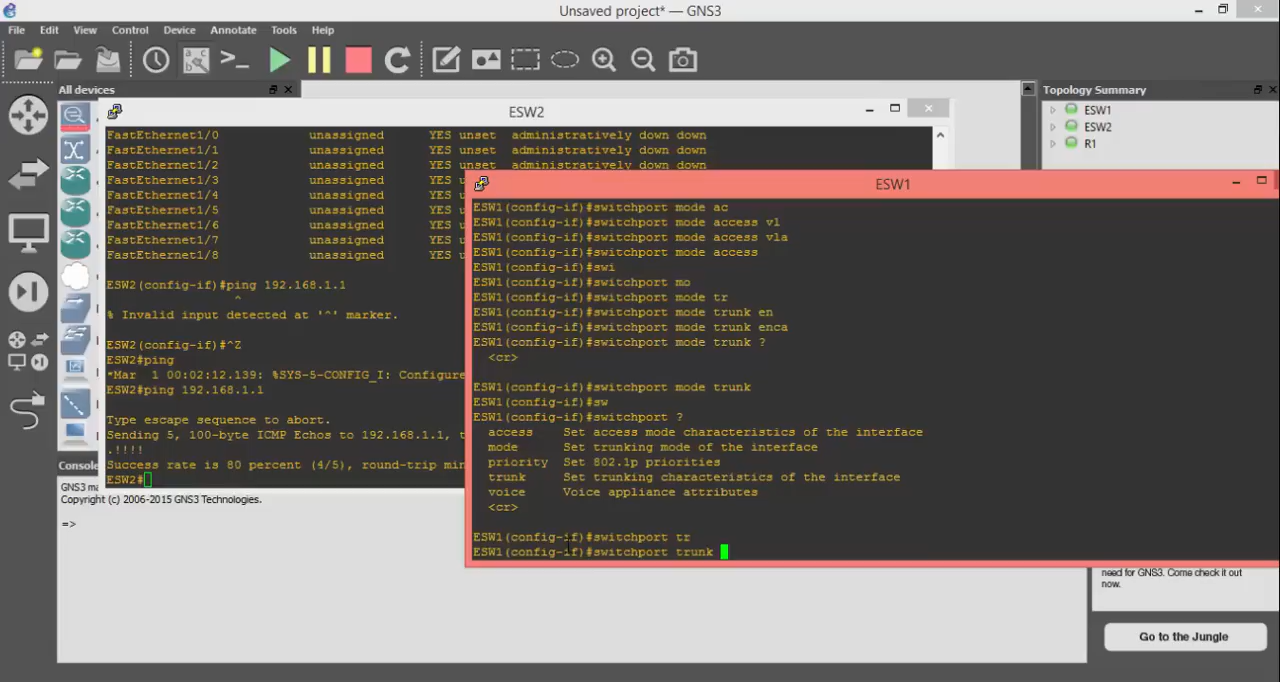 Unsaved project* — GNS3
File Edit View Control Device Annotate Tools Help
All devices
Topology Summary
ESW1
ESW2
R1
ESW2
FastEthernet1/0 unassigned YES unset administratively down down
FastEthernet1/1 unassigned YES unset administratively down down
FastEthernet1/2 unassigned YES unset administratively down down
FastEthernet1/3 unassigned YES
FastEthernet1/4 unassigned YES
FastEthernet1/5 unassigned YES
FastEthernet1/6 unassigned YES
FastEthernet1/7 unassigned YES
FastEthernet1/8 unassigned YES
ESW2(config-if)#ping 192.168.1.1
^
% Invalid input detected at '^' marker.
ESW2(config-if)#^Z
ESW2#ping
*Mar 1 00:02:12.139: %SYS-5-CONFIG_I: Configure
ESW2#ping 192.168.1.1
Type escape sequence to abort.
Sending 5, 100-byte ICMP Echos to 192.168.1.1, t
.!!!!
Success rate is 80 percent (4/5), round-trip min
ESW2#
ESW1
ESW1(config-if)#switchport mode ac
ESW1(config-if)#switchport mode access vl
ESW1(config-if)#switchport mode access vla
ESW1(config-if)#switchport mode access
ESW1(config-if)#swi
ESW1(config-if)#switchport mo
ESW1(config-if)#switchport mode tr
ESW1(config-if)#switchport mode trunk en
ESW1(config-if)#switchport mode trunk enca
ESW1(config-if)#switchport mode trunk ?
<cr>
ESW1(config-if)#switchport mode trunk
ESW1(config-if)#sw
ESW1(config-if)#switchport ?
access Set access mode characteristics of the interface
mode Set trunking mode of the interface
priority Set 802.1p priorities
trunk Set trunking characteristics of the interface
voice Voice appliance attributes
<cr>
ESW1(config-if)#switchport tr
ESW1(config-if)#switchport trunk
Console
GNS3 ma
Copyright (c) 2006-2015 GNS3 Technologies.
=>
need for GNS3. Come check it out
now.
Go to the Jungle